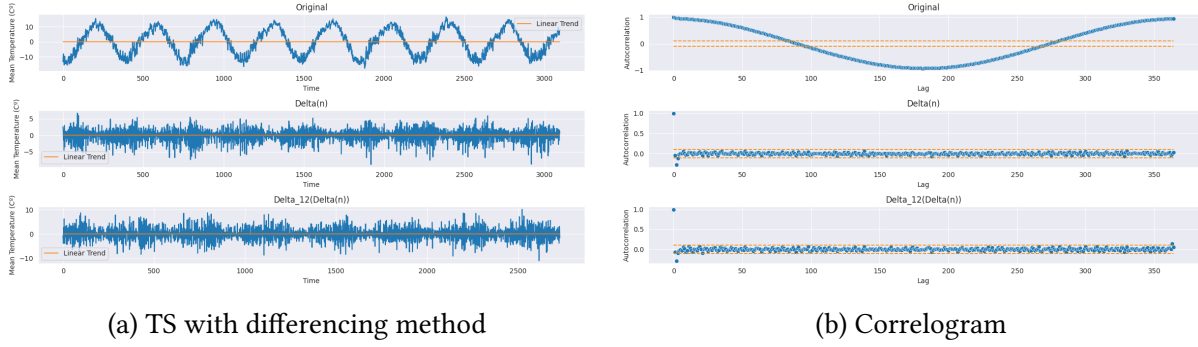 Original
Mean Temperature (Cº)
10
0
−10
Linear Trend
0
500
1000
1500
2000
2500
3000
Time
Delta(n)
Mean Temperature (Cº)
5
0
−5
Linear Trend
0
500
1000
1500
2000
2500
3000
Time
Delta_12(Delta(n))
Mean Temperature (Cº)
10
0
−10
Linear Trend
0
500
1000
1500
2000
2500
Time
(a) TS with differencing method
Original
Autocorrelation
1
0
−1
0
50
100
150
200
250
300
350
Lag
Delta(n)
Autocorrelation
1.0
0.5
0.0
0
50
100
150
200
250
300
350
Lag
Delta_12(Delta(n))
Autocorrelation
1.0
0.5
0.0
0
50
100
150
200
250
300
350
Lag
(b) Correlogram